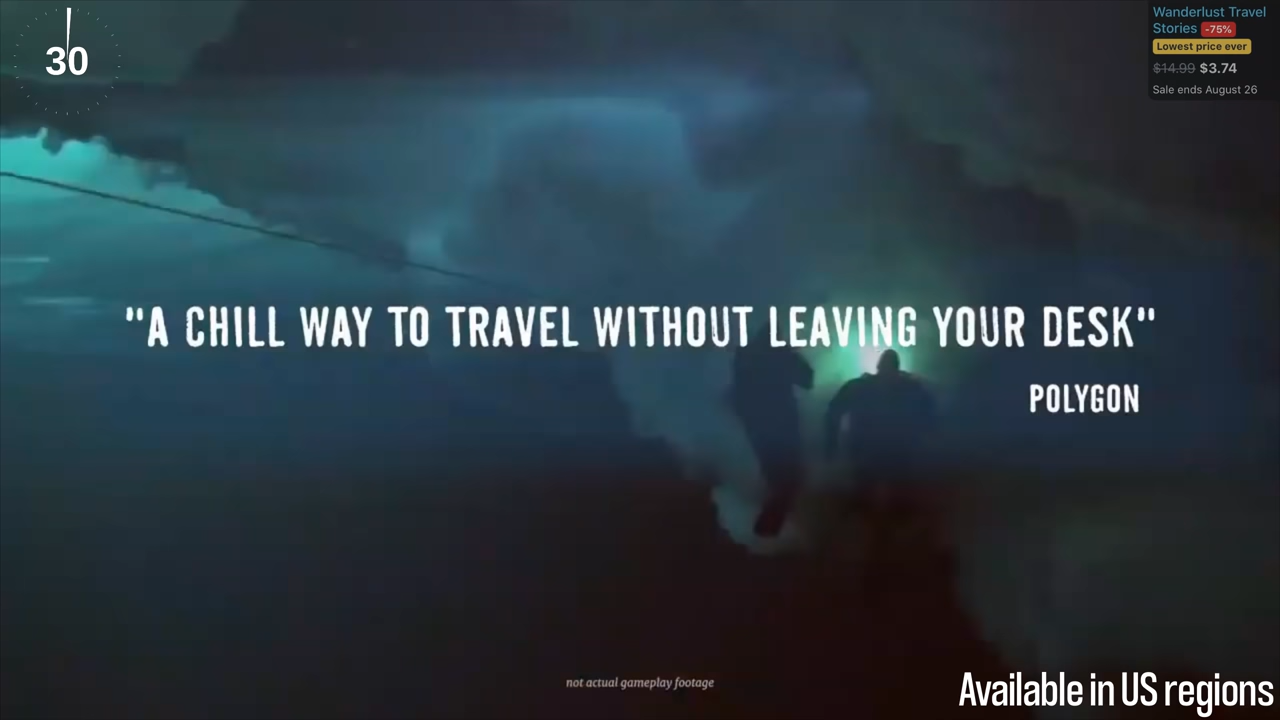 30
Wanderlust Travel
Stories -75%
Lowest price ever
$14.99 $3.74
Sale ends August 26
"A CHILL WAY TO TRAVEL WITHOUT LEAVING YOUR DESK"
POLYGON
not actual gameplay footage
Available in US regions